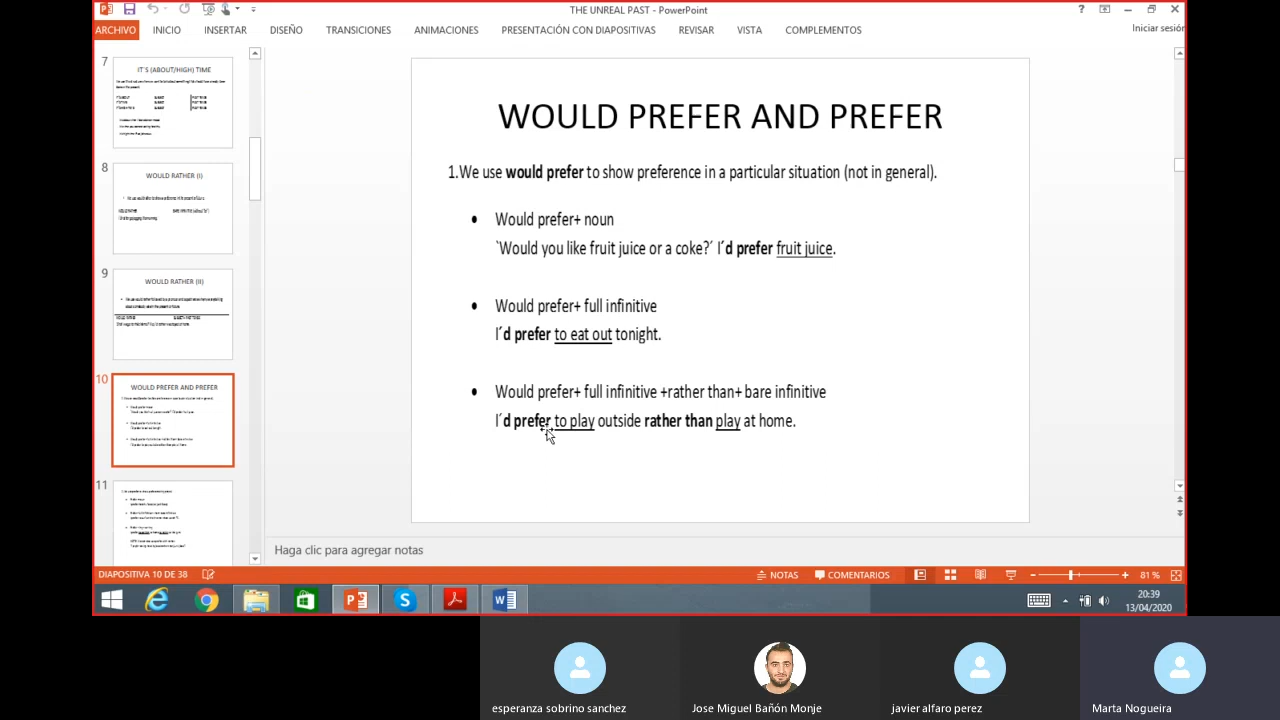 THE UNREAL PAST - PowerPoint
Iniciar sesión
ARCHIVO INICIO INSERTAR DISEÑO TRANSICIONES ANIMACIONES PRESENTACIÓN CON DIAPOSITIVAS REVISAR VISTA COMPLEMENTOS
7
IT´S (ABOUT/HIGH) TIME
8
WOULD RATHER (I)
9
WOULD RATHER (II)
10
WOULD PREFER AND PREFER
11
WOULD PREFER AND PREFER
1.We use would prefer to show preference in a particular situation (not in general).
• Would prefer+ noun
`Would you like fruit juice or a coke?´ I´d prefer fruit juice.
• Would prefer+ full infinitive
I´d prefer to eat out tonight.
• Would prefer+ full infinitive +rather than+ bare infinitive
I´d prefer to play outside rather than play at home.
Haga clic para agregar notas
DIAPOSITIVA 10 DE 38 NOTAS COMENTARIOS 81 %
20:39
13/04/2020
esperanza sobrino sanchez Jose Miguel Bañón Monje javier alfaro perez Marta Nogueira